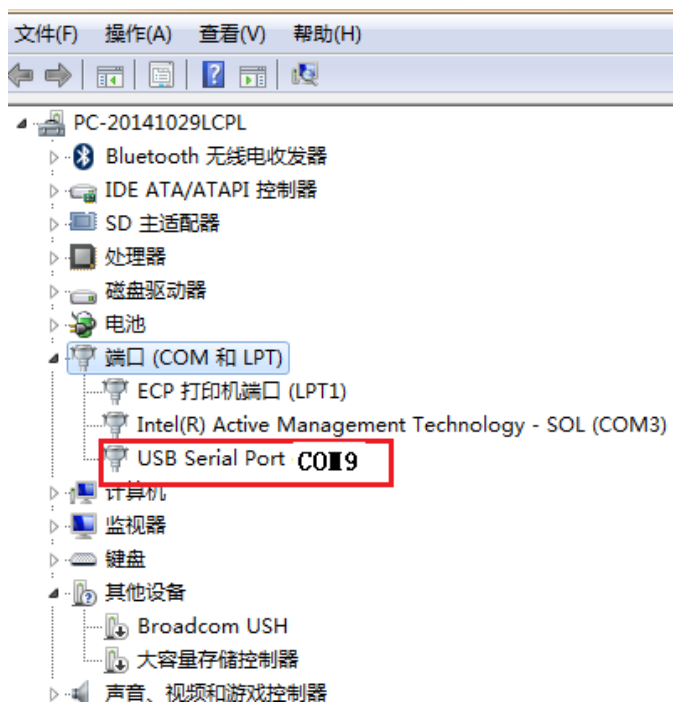 文件(F) 操作(A) 查看(V) 帮助(H)
PC-20141029LCPL
Bluetooth 无线电收发器
IDE ATA/ATAPI 控制器
SD 主适配器
处理器
磁盘驱动器
电池
端口 (COM 和 LPT)
ECP 打印机端口 (LPT1)
Intel(R) Active Management Technology - SOL (COM3)
USB Serial Port COM9
计算机
监视器
键盘
其他设备
Broadcom USH
大容量存储控制器
声音、视频和游戏控制器